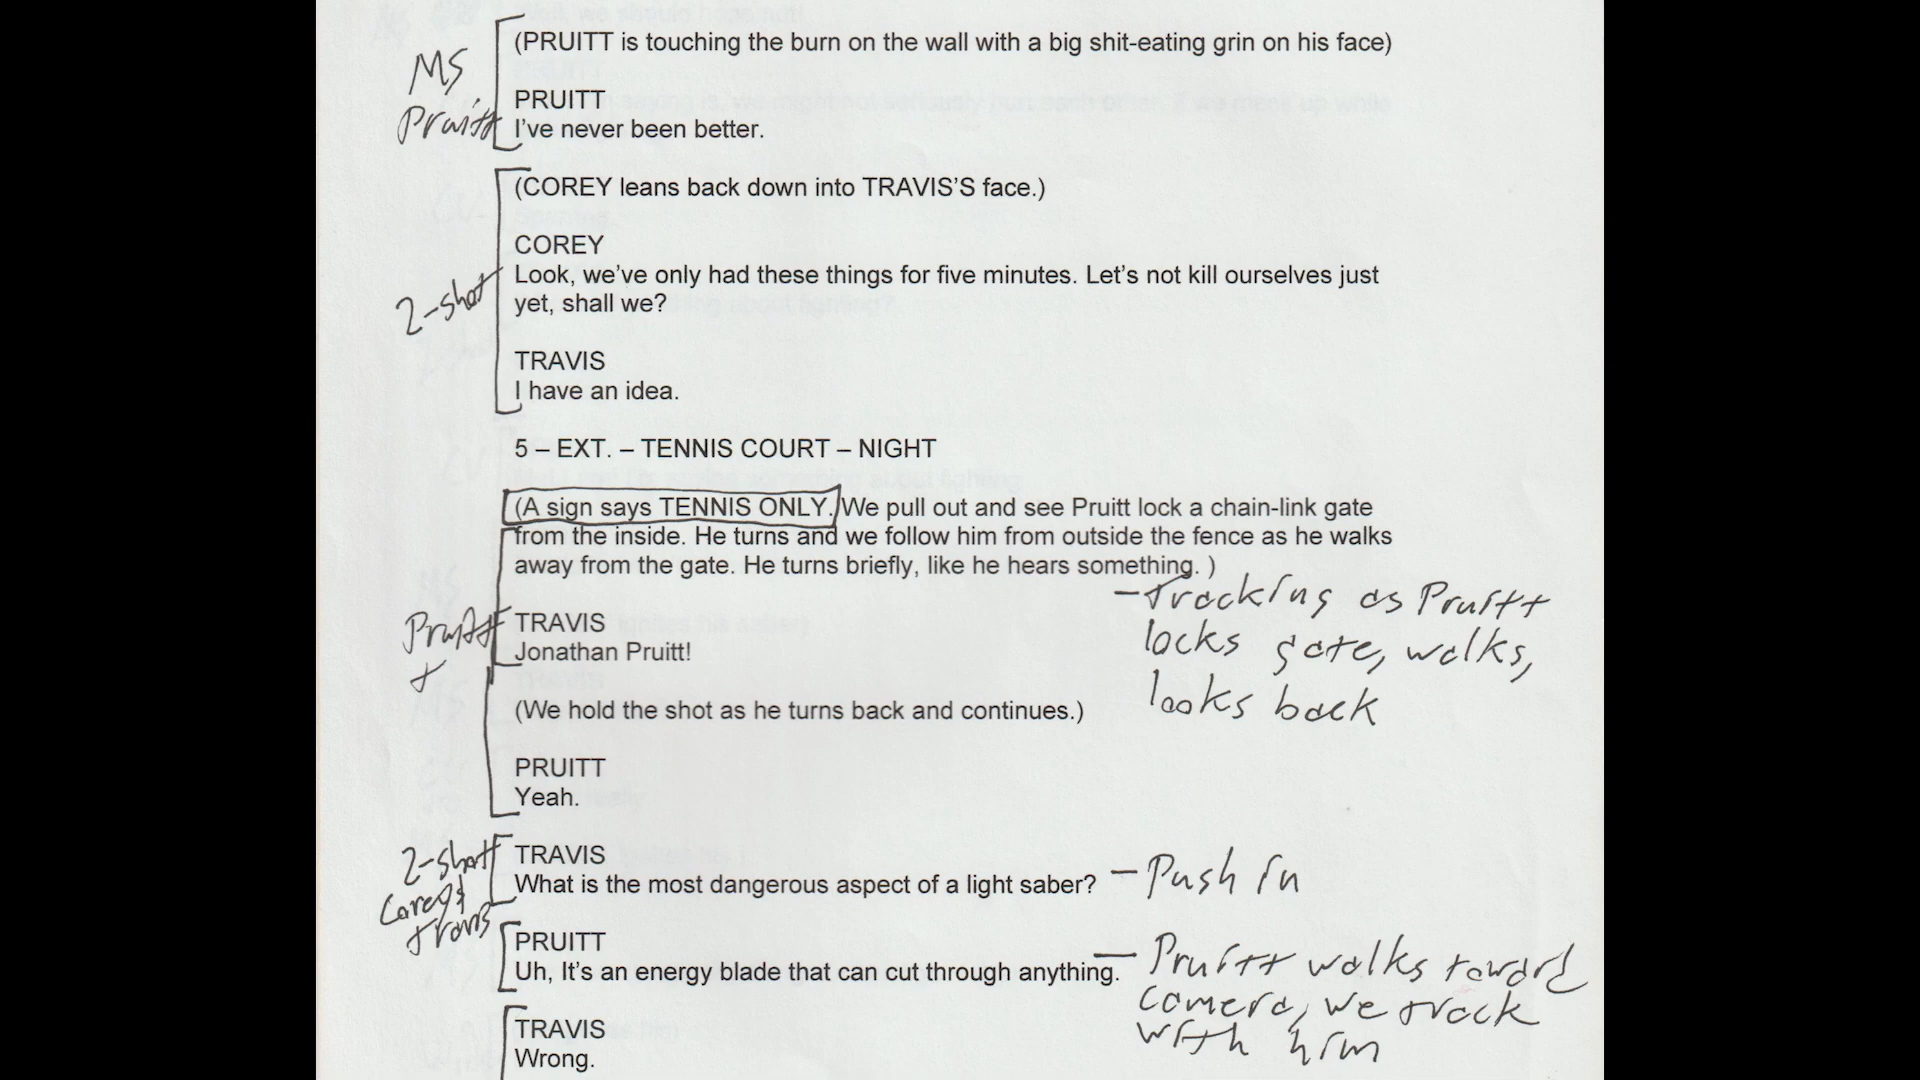 (PRUITT is touching the burn on the wall with a big shit-eating grin on his face)
MS
Pruitt
PRUITT
I've never been better.
(COREY leans back down into TRAVIS'S face.)
2-shot
COREY
Look, we've only had these things for five minutes. Let's not kill ourselves just
yet, shall we?
TRAVIS
I have an idea.
5 – EXT. – TENNIS COURT – NIGHT
(A sign says TENNIS ONLY. We pull out and see Pruitt lock a chain-link gate
from the inside. He turns and we follow him from outside the fence as he walks
away from the gate. He turns briefly, like he hears something. )
- Tracking as Pruitt
locks gate, walks,
looks back
Pruitt
TRAVIS
Jonathan Pruitt!
(We hold the shot as he turns back and continues.)
PRUITT
Yeah.
2-shot
Corey &
Travis
TRAVIS
What is the most dangerous aspect of a light saber?
- Push in
PRUITT
Uh, It's an energy blade that can cut through anything.
- Pruitt walks toward
camera, we track
with him
TRAVIS
Wrong.